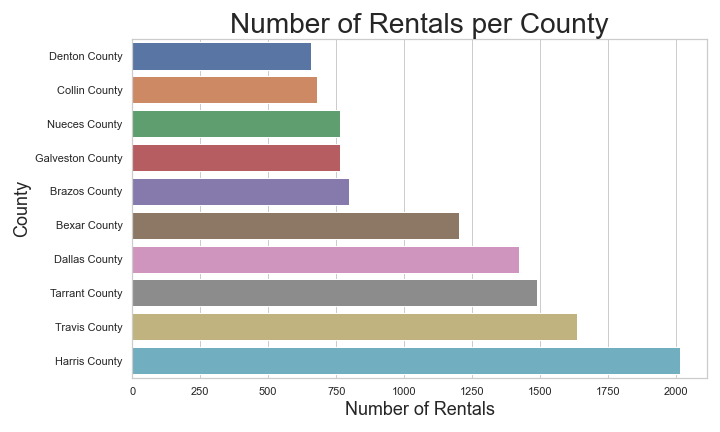 Number of Rentals per County
County
Denton County
Collin County
Nueces County
Galveston County
Brazos County
Bexar County
Dallas County
Tarrant County
Travis County
Harris County
0 250 500 750 1000 1250 1500 1750 2000
Number of Rentals